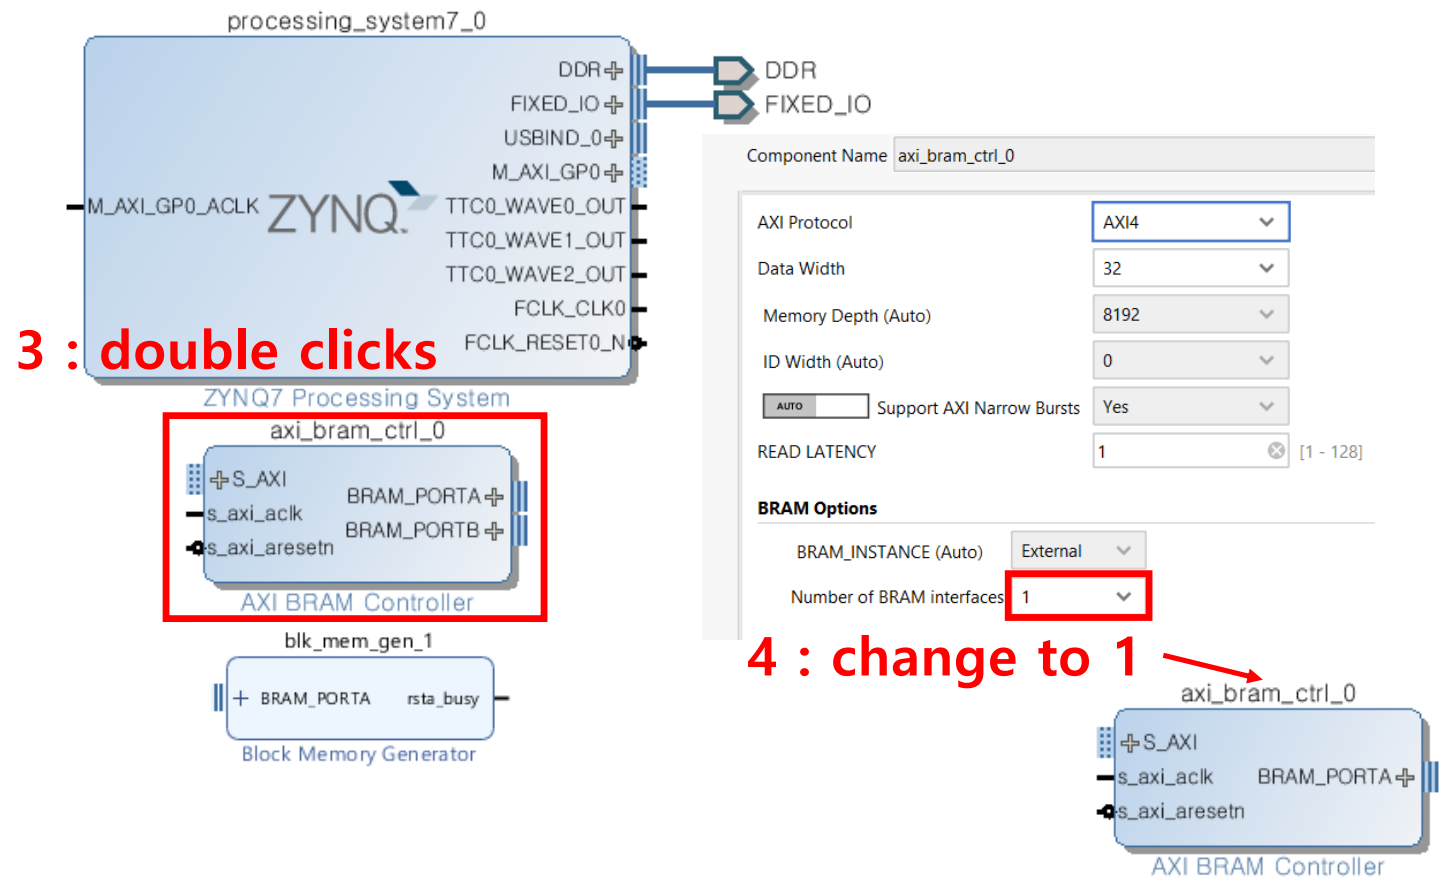 processing_system7_0
DDR
FIXED_IO
USBIND_0
M_AXI_GP0
M_AXI_GP0_ACLK
ZYNQ
TTC0_WAVE0_OUT
TTC0_WAVE1_OUT
TTC0_WAVE2_OUT
FCLK_CLK0
FCLK_RESET0_N
ZYNQ7 Processing System
DDR
FIXED_IO
3 : double clicks
axi_bram_ctrl_0
S_AXI
s_axi_aclk
s_axi_aresetn
BRAM_PORTA
BRAM_PORTB
AXI BRAM Controller
blk_mem_gen_1
BRAM_PORTA rsta_busy
Block Memory Generator
Component Name axi_bram_ctrl_0
AXI Protocol AXI4
Data Width 32
Memory Depth (Auto) 8192
ID Width (Auto) 0
AUTO Support AXI Narrow Bursts Yes
READ LATENCY 1 [1 - 128]
BRAM Options
BRAM_INSTANCE (Auto) External
Number of BRAM interfaces 1
4 : change to 1
axi_bram_ctrl_0
S_AXI
s_axi_aclk BRAM_PORTA
s_axi_aresetn
AXI BRAM Controller